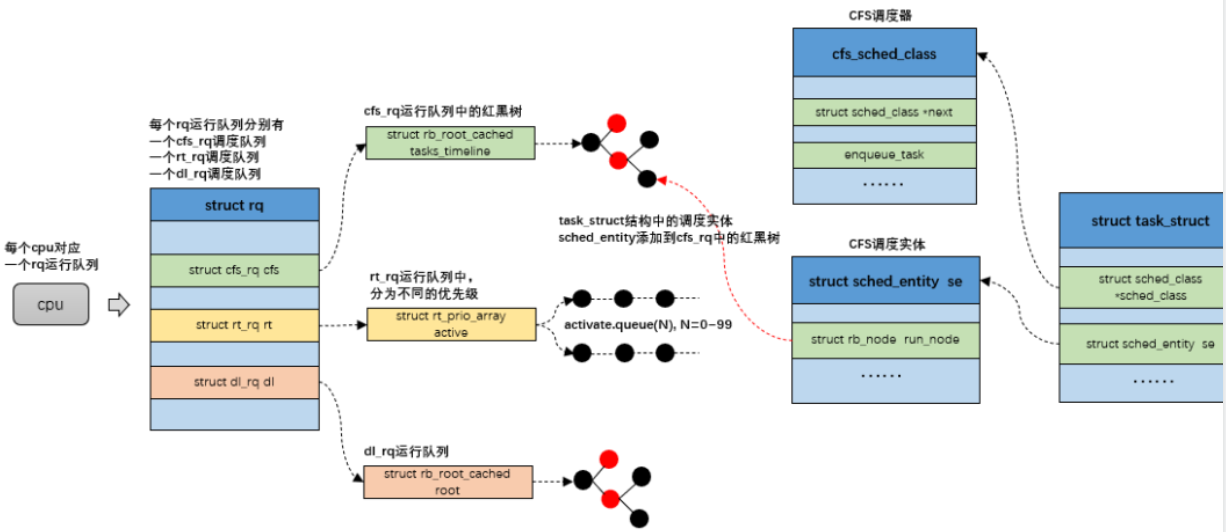 每个cpu对应
一个rq运行队列
cpu
每个rq运行队列分别有
一个cfs_rq调度队列
一个rt_rq调度队列
一个dl_rq调度队列
struct rq
struct cfs_rq cfs
struct rt_rq rt
struct dl_rq dl
cfs_rq运行队列中的红黑树
struct rb_root_cached
tasks_timeline
rt_rq运行队列中，
分为不同的优先级
struct rt_prio_array
active
activate.queue(N), N=0-99
dl_rq运行队列
struct rb_root_cached
root
task_struct结构中的调度实体
sched_entity添加到cfs_rq中的红黑树
CFS调度器
cfs_sched_class
struct sched_class *next
enqueue_task
······
CFS调度实体
struct sched_entity se
struct rb_node run_node
······
struct task_struct
struct sched_class
*sched_class
struct sched_entity se
······